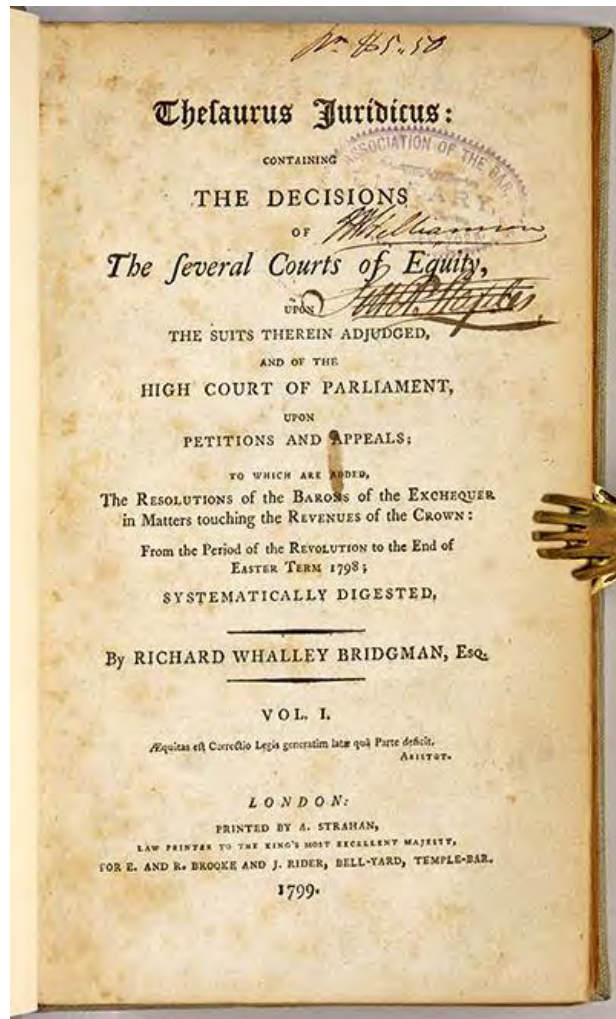 $5.50
Theſaurus Juridicus:
ASSOCIATION OF THE BAR
CONTAINING
THE DECISIONS
OF
The ſeveral Courts of Equity,
UPON
THE SUITS THEREIN ADJUDGED,
AND OF THE
HIGH COURT OF PARLIAMENT,
UPON
PETITIONS AND APPEALS;
TO WHICH ARE ADDED,
The RESOLUTIONS of the BARONS of the EXCHEQUER
in Matters touching the REVENUES of the CROWN:
From the Period of the REVOLUTION to the End of
EASTER TERM 1798;
SYSTEMATICALLY DIGESTED,
By RICHARD WHALLEY BRIDGMAN, Esq.
VOL. I.
Æquitas eſt Correctio Legis generatim latæ quâ Parte deficit.
ARISTOT.
LONDON:
PRINTED BY A. STRAHAN,
LAW PRINTER TO THE KING'S MOST EXCELLENT MAJESTY,
FOR E. AND R. BROOKE AND J. RIDER, BELL-YARD, TEMPLE-BAR.
1799.